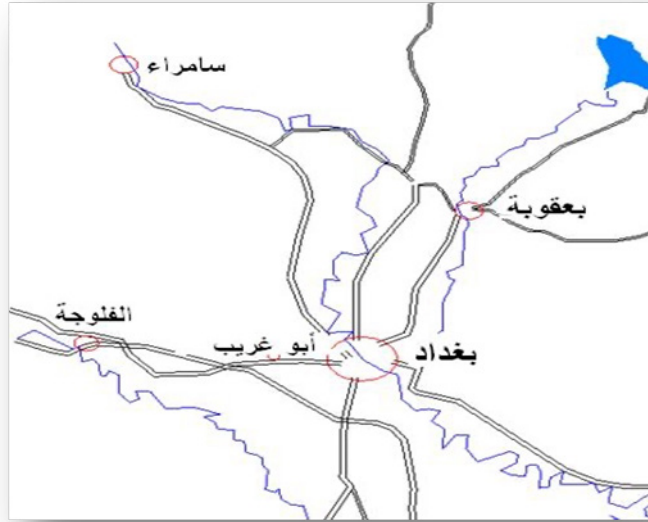 سامراء
بعقوبة
الفلوجة
أبو غريب
بغداد